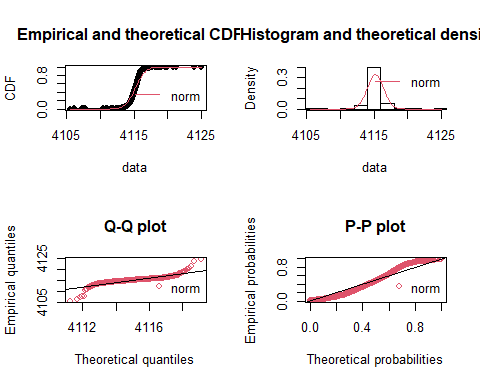 Empirical and theoretical CDF
Histogram and theoretical densi
CDF
0.0 0.8
norm
4105 4115 4125
data
Density
0.0 0.3
norm
4105 4115 4125
data
Q-Q plot
Empirical quantiles
4105 4125
norm
4112 4116
Theoretical quantiles
P-P plot
Empirical probabilities
0.0 0.8
norm
0.0 0.4 0.8
Theoretical probabilities